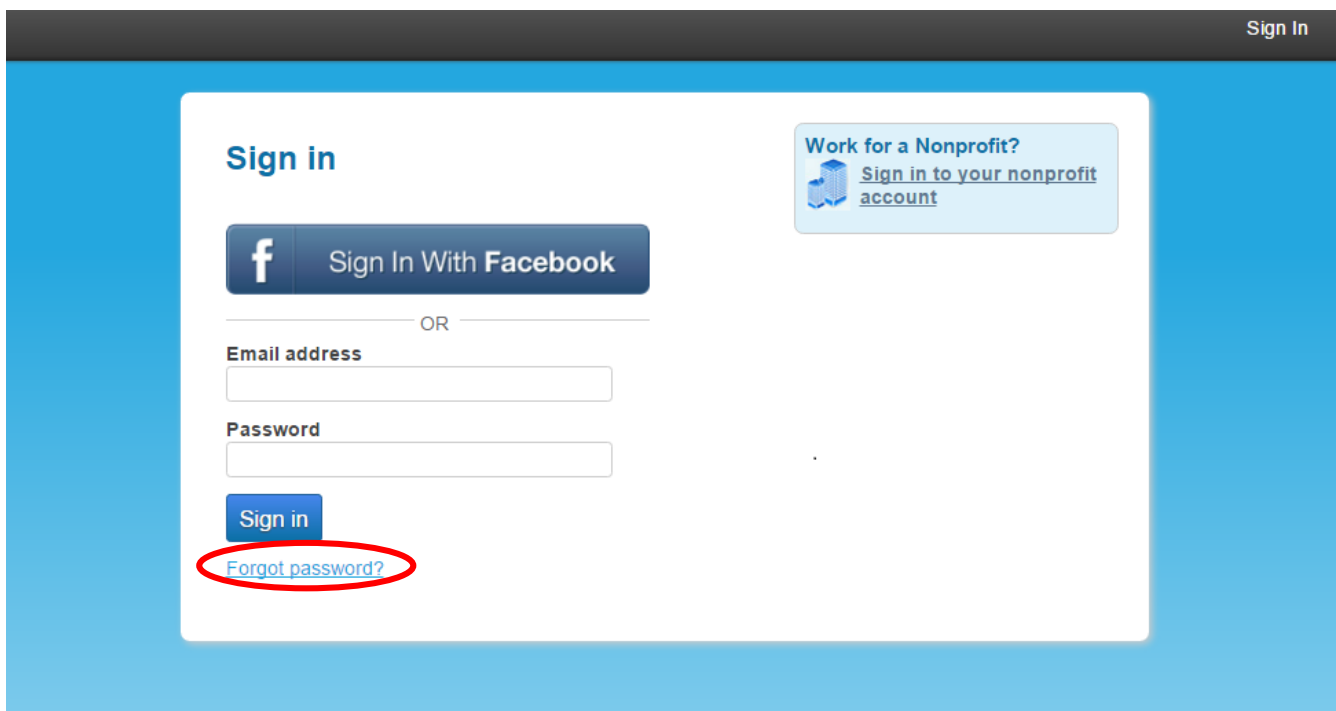 Sign In
Sign in
Work for a Nonprofit?
Sign in to your nonprofit
account
f Sign In With Facebook
OR
Email address
Password
.
Sign in
Forgot password?